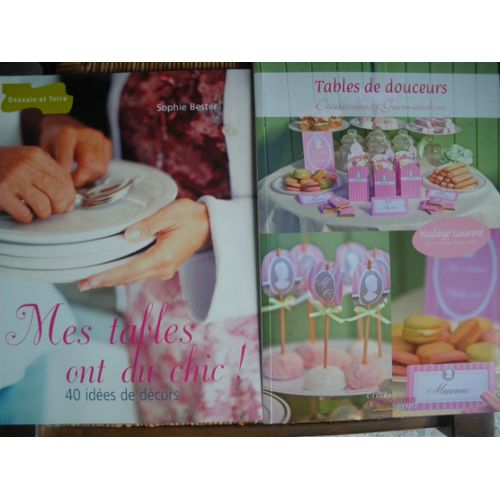 Dessain et Tolra
Sophie Bester
Mes tables
ont du chic !
40 idées de décors
Tables de douceurs
Décorations & Gourmandises
Nadège Laurent
Macarons